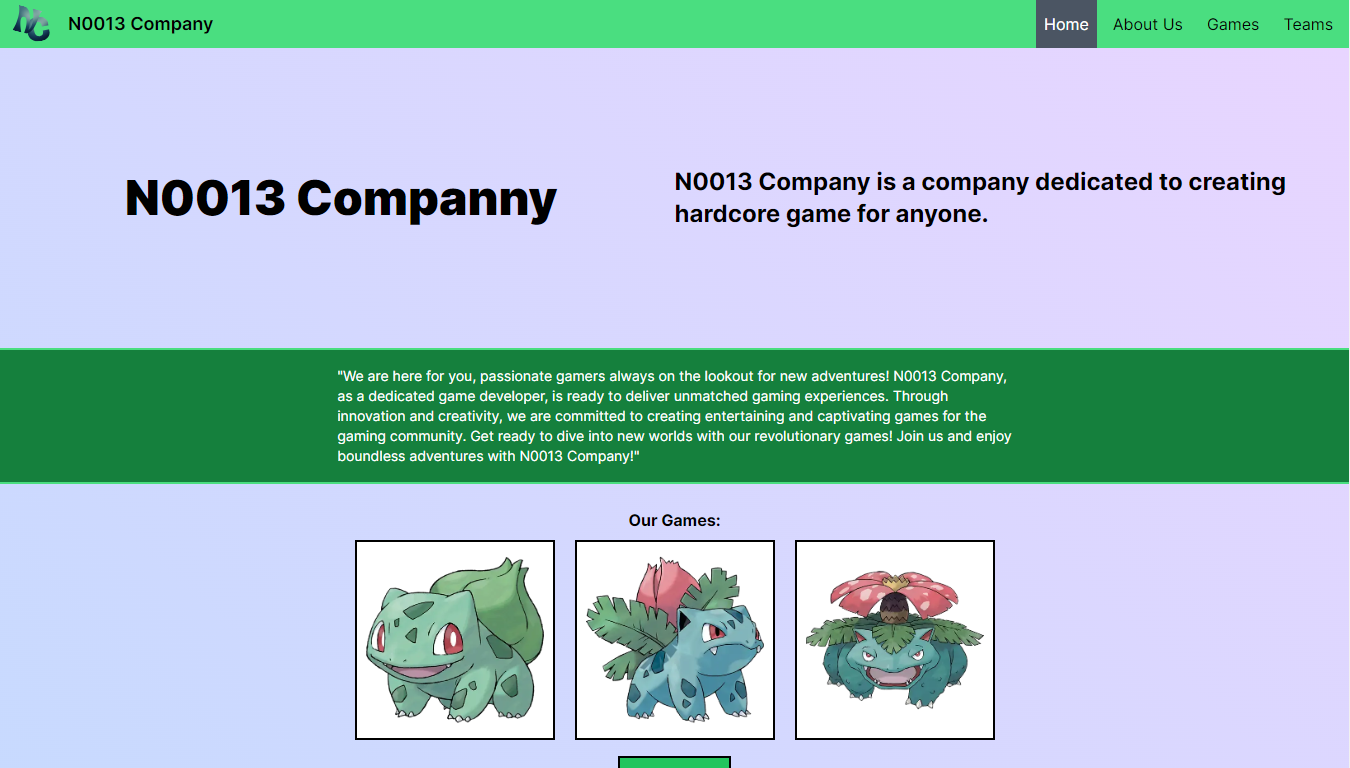 NC N0013 Company
Home About Us Games Teams
N0013 Companny
N0013 Company is a company dedicated to creating
hardcore game for anyone.
"We are here for you, passionate gamers always on the lookout for new adventures! N0013 Company,
as a dedicated game developer, is ready to deliver unmatched gaming experiences. Through
innovation and creativity, we are committed to creating entertaining and captivating games for the
gaming community. Get ready to dive into new worlds with our revolutionary games! Join us and enjoy
boundless adventures with N0013 Company!"
Our Games: